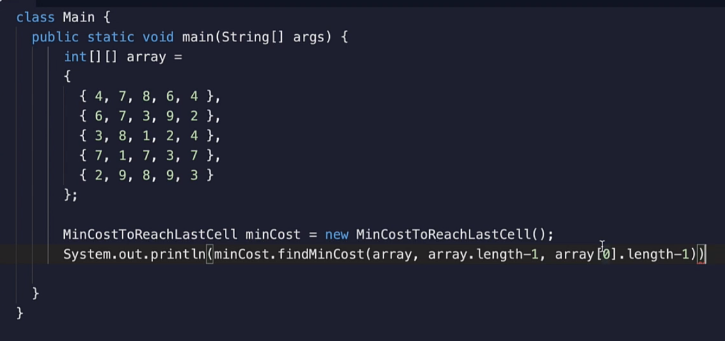 class Main {
public static void main(String[] args) {
int[][] array =
{
{ 4, 7, 8, 6, 4 },
{ 6, 7, 3, 9, 2 },
{ 3, 8, 1, 2, 4 },
{ 7, 1, 7, 3, 7 },
{ 2, 9, 8, 9, 3 }
};
MinCostToReachLastCell minCost = new MinCostToReachLastCell();
System.out.println(minCost.findMinCost(array, array.length-1, array[0].length-1))
}
}